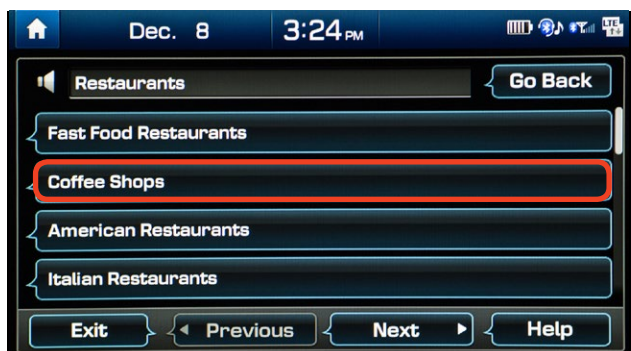 Dec. 8 3:24 PM LTE
Restaurants Go Back
Fast Food Restaurants
Coffee Shops
American Restaurants
Italian Restaurants
Exit Previous Next Help